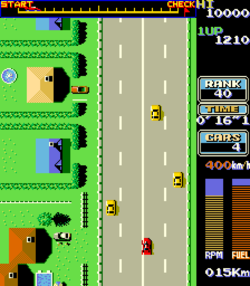 START CHECK HI
10000
1UP
1210
RANK
40
TIME
0'16"1
CARS
4
400km/h
RPM FUEL
015Km